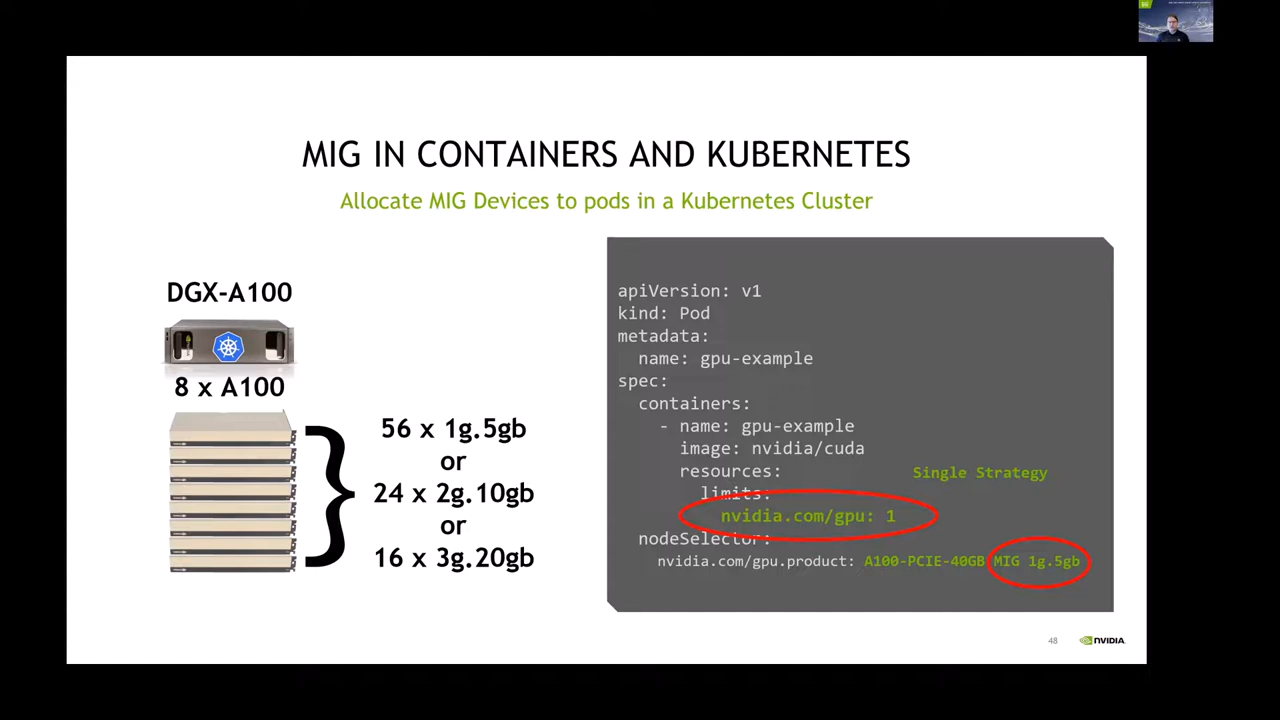 MIG IN CONTAINERS AND KUBERNETES
Allocate MIG Devices to pods in a Kubernetes Cluster
DGX-A100
8 x A100
56 x 1g.5gb
or
24 x 2g.10gb
or
16 x 3g.20gb
apiVersion: v1
kind: Pod
metadata:
name: gpu-example
spec:
containers:
- name: gpu-example
image: nvidia/cuda
resources:
Single Strategy
limits:
nvidia.com/gpu: 1
nodeSelector:
nvidia.com/gpu.product: A100-PCIE-40GB MIG 1g.5gb
48
NVIDIA.